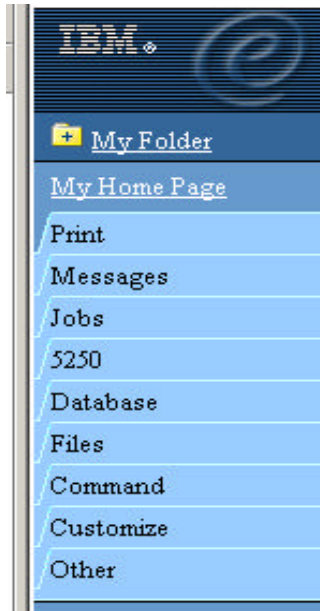 IBM®
e
My Folder
My Home Page
Print
Messages
Jobs
5250
Database
Files
Command
Customize
Other